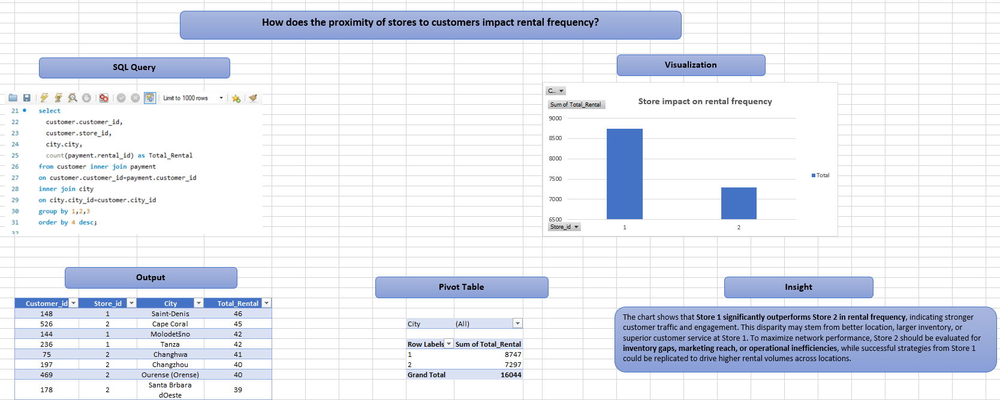 How does the proximity of stores to customers impact rental frequency?
SQL Query
Limit to 1000 rows
21 select
22 customer.customer_id,
23 customer.store_id,
24 city.city,
25 count(payment.rental_id) as Total_Rental
26 from customer inner join payment
27 on customer.customer_id=payment.customer_id
28 inner join city
29 on city.city_id=customer.city_id
30 group by 1,2,3
31 order by 4 desc;
32
Visualization
C...
Sum of Total_Rental
Store impact on rental frequency
9000
8500
8000
7500
7000
6500
Total
Store_id
1 2
Output
Customer_id Store_id City Total_Rental
148 1 Saint-Denis 46
526 2 Cape Coral 45
144 1 Molodetšno 42
236 1 Tanza 42
75 2 Changhwa 41
197 2 Changzhou 40
469 2 Ourense (Orense) 40
178 2 Santa Brbara dOeste 39
Pivot Table
City (All)
Row Labels Sum of Total_Rental
1 8747
2 7297
Grand Total 16044
Insight
The chart shows that Store 1 significantly outperforms Store 2 in rental frequency, indicating stronger
customer traffic and engagement. This disparity may stem from better location, larger inventory, or
superior customer service at Store 1. To maximize network performance, Store 2 should be evaluated for
inventory gaps, marketing reach, or operational inefficiencies, while successful strategies from Store 1
could be replicated to drive higher rental volumes across locations.